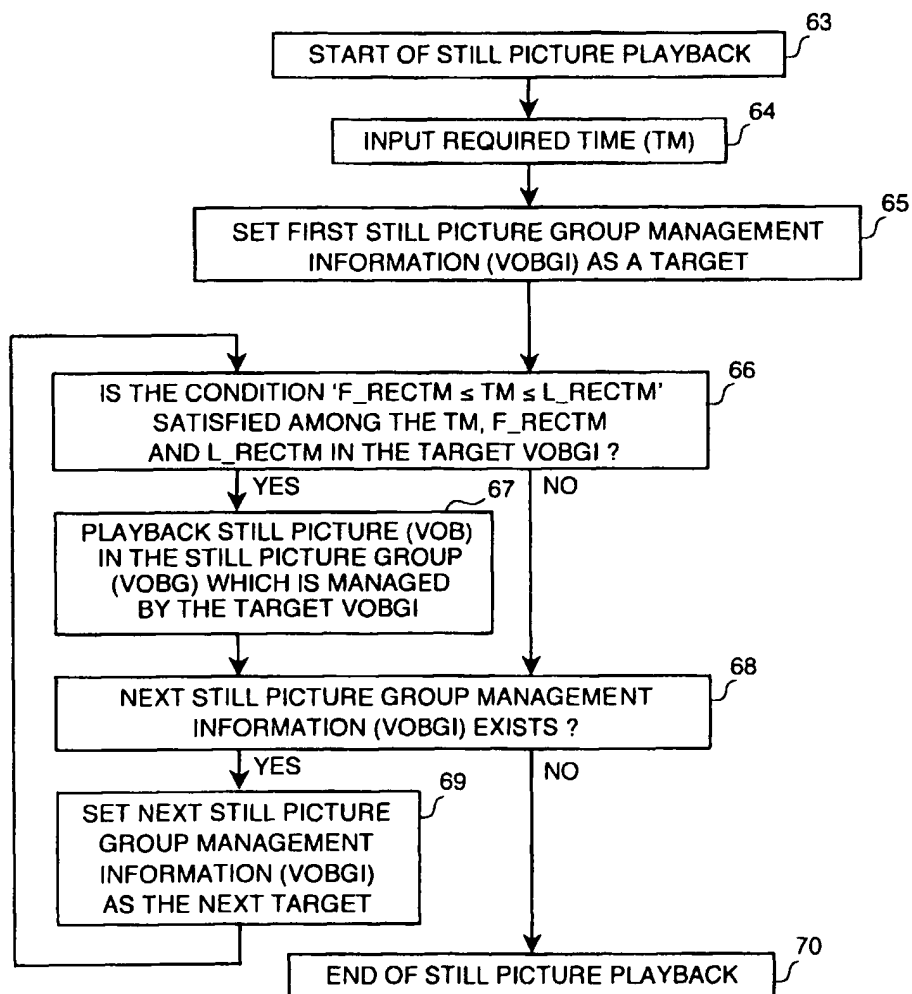 63
START OF STILL PICTURE PLAYBACK
64
INPUT REQUIRED TIME (TM)
65
SET FIRST STILL PICTURE GROUP MANAGEMENT
INFORMATION (VOBGI) AS A TARGET
66
IS THE CONDITION 'F_RECTM ≤ TM ≤ L_RECTM'
SATISFIED AMONG THE TM, F_RECTM
AND L_RECTM IN THE TARGET VOBGI ?
YES
NO
67
PLAYBACK STILL PICTURE (VOB)
IN THE STILL PICTURE GROUP
(VOBG) WHICH IS MANAGED
BY THE TARGET VOBGI
68
NEXT STILL PICTURE GROUP MANAGEMENT
INFORMATION (VOBGI) EXISTS ?
YES
NO
69
SET NEXT STILL PICTURE
GROUP MANAGEMENT
INFORMATION (VOBGI)
AS THE NEXT TARGET
70
END OF STILL PICTURE PLAYBACK